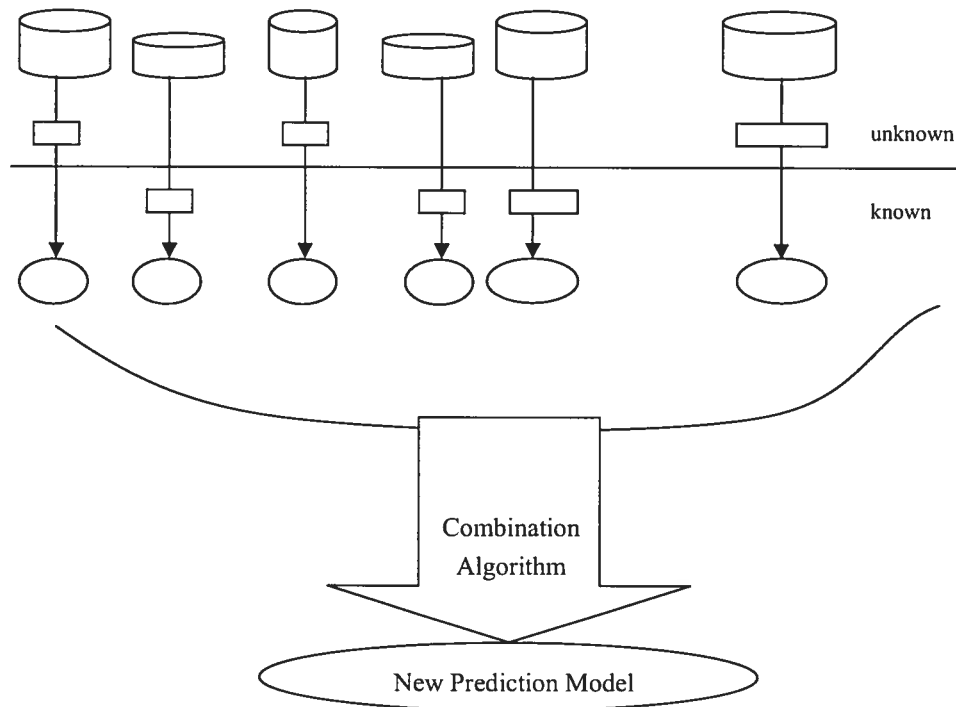 unknown
known
Combination
Algorithm
New Prediction Model